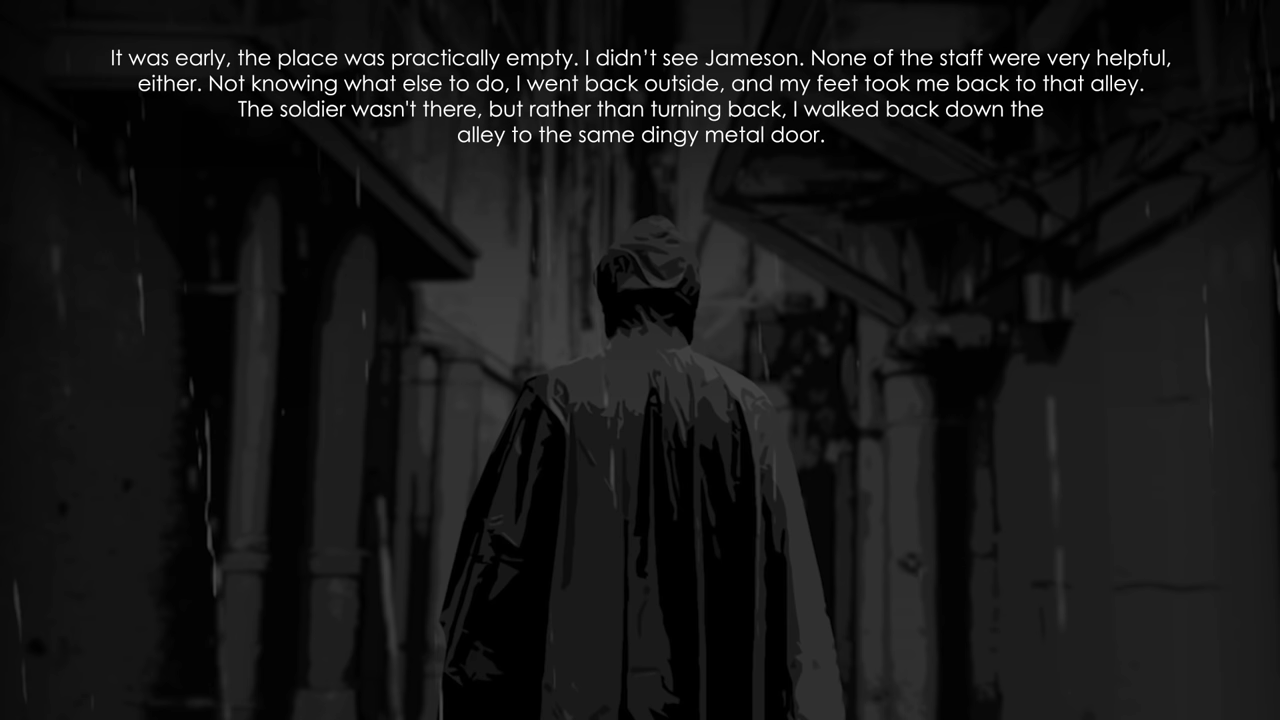 It was early, the place was practically empty. I didn’t see Jameson. None of the staff were very helpful,
either. Not knowing what else to do, I went back outside, and my feet took me back to that alley.
The soldier wasn't there, but rather than turning back, I walked back down the
alley to the same dingy metal door.